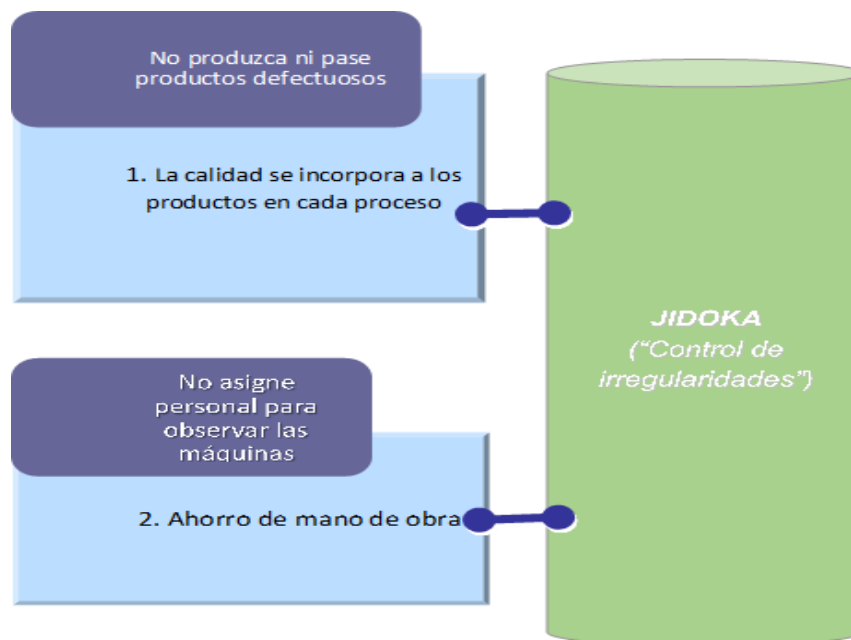 No produzca ni pase
productos defectuosos
1. La calidad se incorpora a los
productos en cada proceso
No asigne
personal para
observar las
máquinas
2. Ahorro de mano de obra
JIDOKA
(“Control de
irregularidades”)